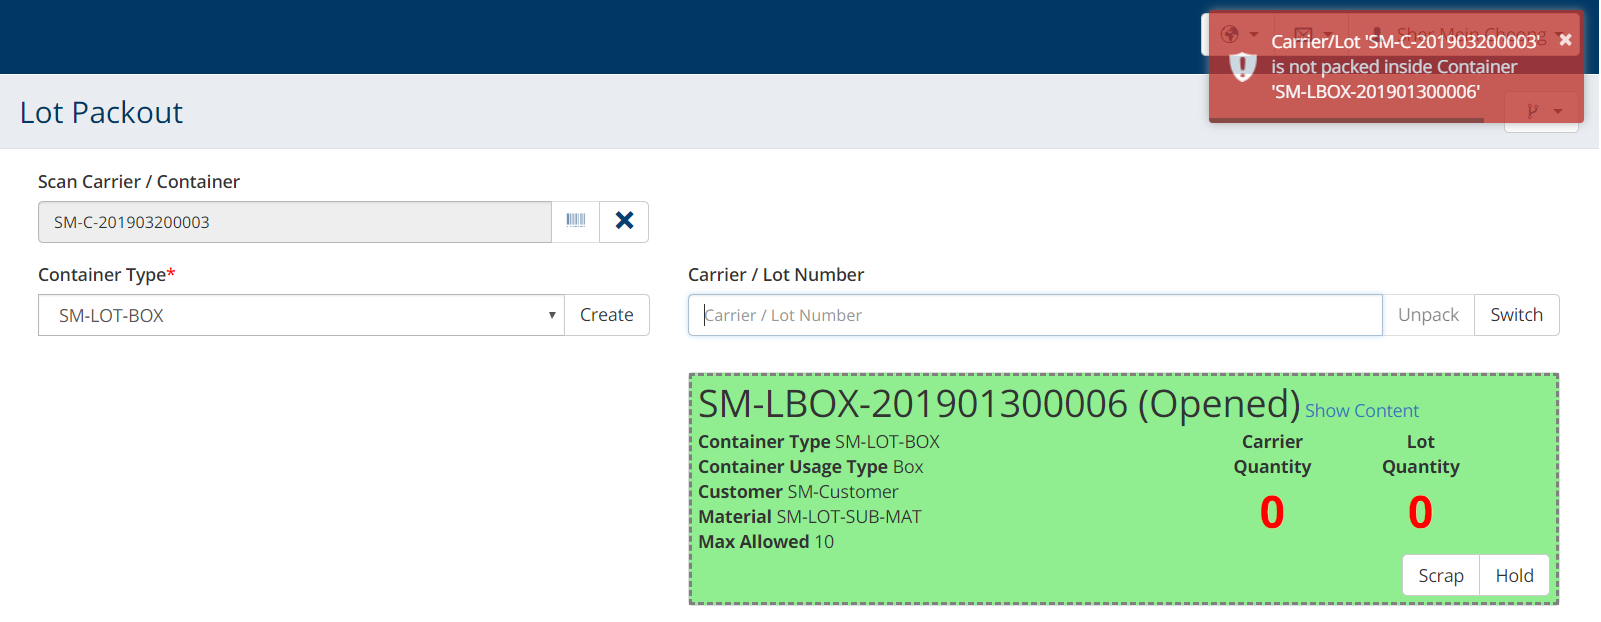 Shor Mein Cheong
Carrier/Lot 'SM-C-201903200003'
is not packed inside Container
'SM-LBOX-201901300006'
Lot Packout
Scan Carrier / Container
SM-C-201903200003
Container Type*
SM-LOT-BOX
Create
Carrier / Lot Number
Carrier / Lot Number
Unpack
Switch
SM-LBOX-201901300006 (Opened) Show Content
Container Type SM-LOT-BOX
Container Usage Type Box
Customer SM-Customer
Material SM-LOT-SUB-MAT
Max Allowed 10
Carrier
Quantity
0
Lot
Quantity
0
Scrap
Hold